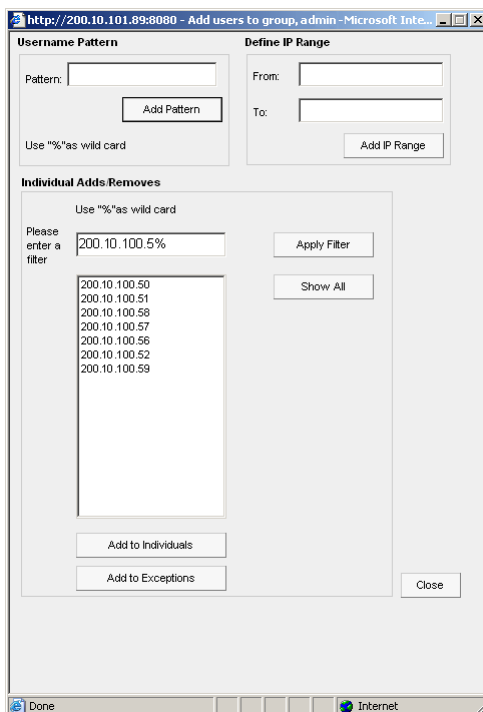 http://200.10.101.89:8080 - Add users to group, admin - Microsoft Inte...
Username Pattern
Pattern:
Add Pattern
Use "%"as wild card
Define IP Range
From:
To:
Add IP Range
Individual Adds/Removes
Use "%"as wild card
Please
enter a
filter
200.10.100.5%
Apply Filter
Show All
200.10.100.50
200.10.100.51
200.10.100.58
200.10.100.57
200.10.100.56
200.10.100.52
200.10.100.59
Add to Individuals
Add to Exceptions
Close
Done
Internet